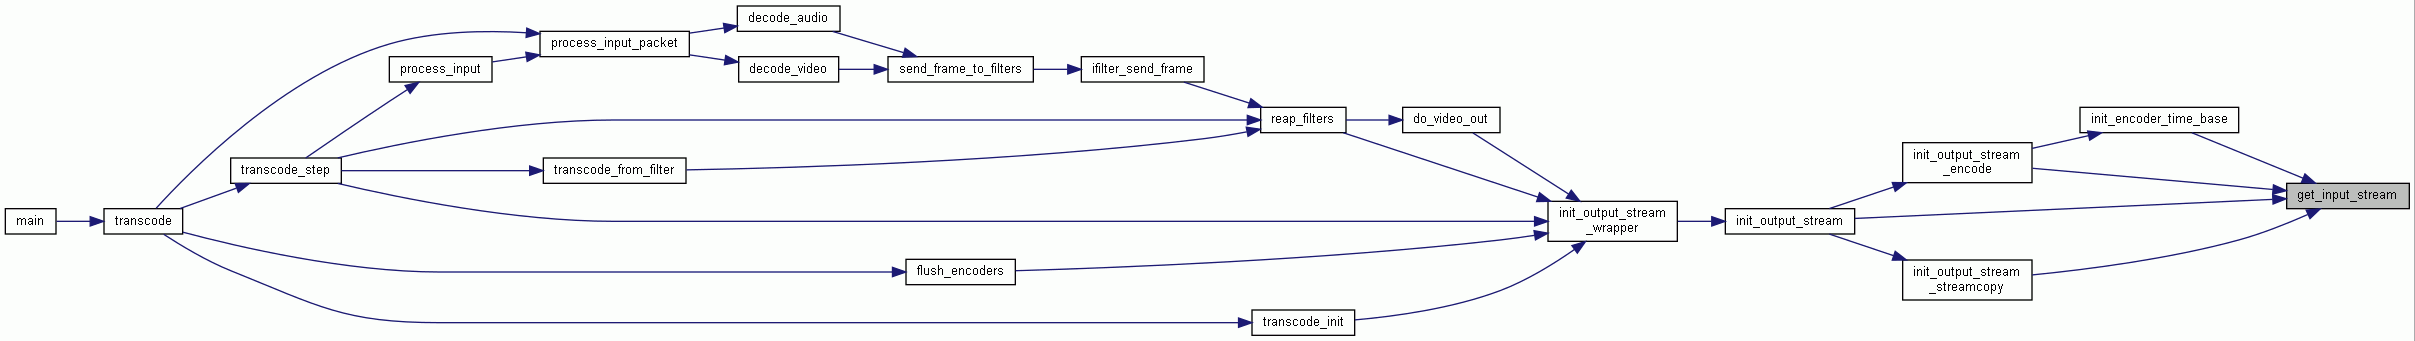 decode_audio
process_input_packet
process_input
decode_video
send_frame_to_filters
ifilter_send_frame
reap_filters
do_video_out
init_encoder_time_base
init_output_stream
_encode
transcode_step
transcode_from_filter
get_input_stream
main
transcode
init_output_stream
_wrapper
init_output_stream
flush_encoders
init_output_stream
_streamcopy
transcode_init